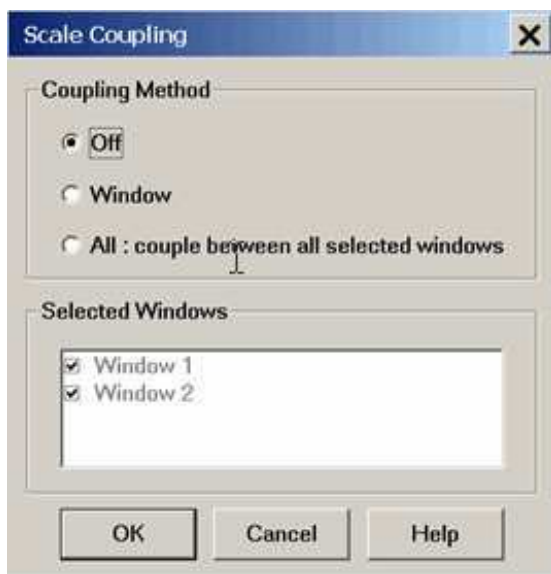 Scale Coupling
Coupling Method
Off
Window
All : couple between all selected windows
Selected Windows
Window 1
Window 2
OK Cancel Help